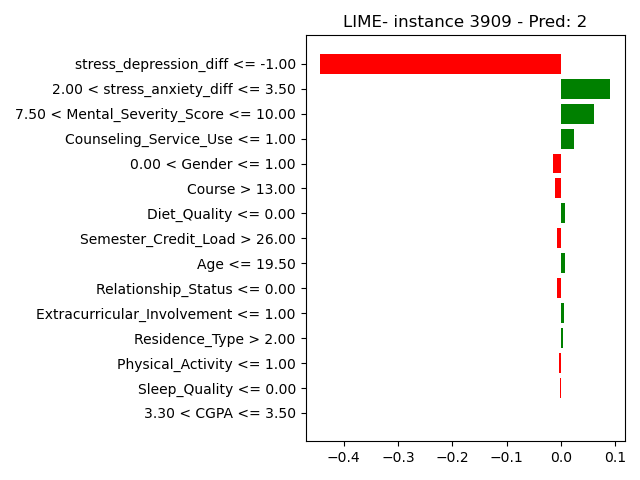 LIME- instance 3909 - Pred: 2
stress_depression_diff <= -1.00
2.00 < stress_anxiety_diff <= 3.50
7.50 < Mental_Severity_Score <= 10.00
Counseling_Service_Use <= 1.00
0.00 < Gender <= 1.00
Course > 13.00
Diet_Quality <= 0.00
Semester_Credit_Load > 26.00
Age <= 19.50
Relationship_Status <= 0.00
Extracurricular_Involvement <= 1.00
Residence_Type > 2.00
Physical_Activity <= 1.00
Sleep_Quality <= 0.00
3.30 < CGPA <= 3.50
−0.4 −0.3 −0.2 −0.1 0.0 0.1